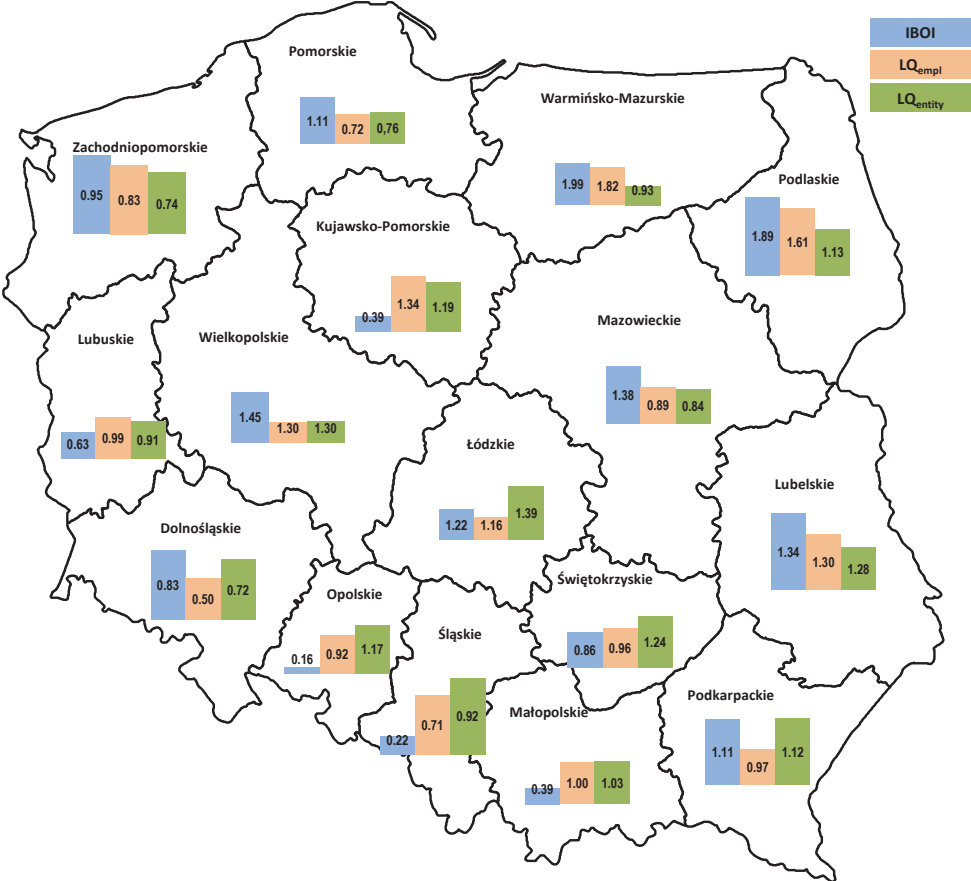 IBOI
LQempl
LQentity
Pomorskie
1.11
0.72
0,76
Warmińsko-Mazurskie
1.99
1.82
0.93
Zachodniopomorskie
0.95
0.83
0.74
Podlaskie
1.89
1.61
1.13
Kujawsko-Pomorskie
0.39
1.34
1.19
Mazowieckie
1.38
0.89
0.84
Lubuskie
0.63
0.99
0.91
Wielkopolskie
1.45
1.30
1.30
Łódzkie
1.22
1.16
1.39
Lubelskie
1.34
1.30
1.28
Dolnośląskie
0.83
0.50
0.72
Opolskie
0.16
0.92
1.17
Śląskie
0.22
0.71
0.92
Świętokrzyskie
0.86
0.96
1.24
Małopolskie
0.39
1.00
1.03
Podkarpackie
1.11
0.97
1.12